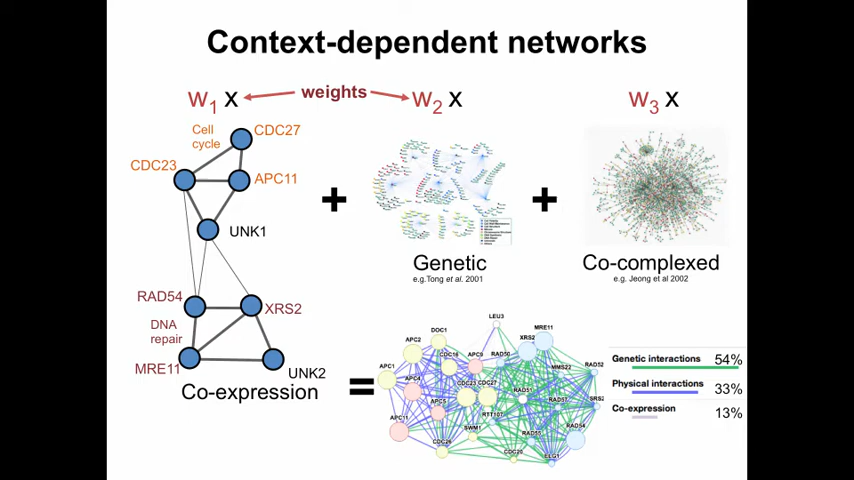 Context-dependent networks
w1 x
weights
w2 x
w3 x
Cell
cycle
CDC27
CDC23
APC11
UNK1
RAD54
XRS2
DNA
repair
MRE11
UNK2
Co-expression
+
+
Genetic
e.g.Tong et al. 2001
Co-complexed
e.g. Jeong et al 2002
=
LEU3
MRE11
DOC1
XRS2
APC2
CDC16
APC9
RAD50
MMS22
RAD52
APC1
APC4
CDC23
CDC27
RAD51
APC5
RTT107
RAD57
SRS2
APC11
SWM1
RAD55
RAD54
CDC26
CDC20
ELG1
Genetic interactions 54%
Physical interactions 33%
Co-expression 13%